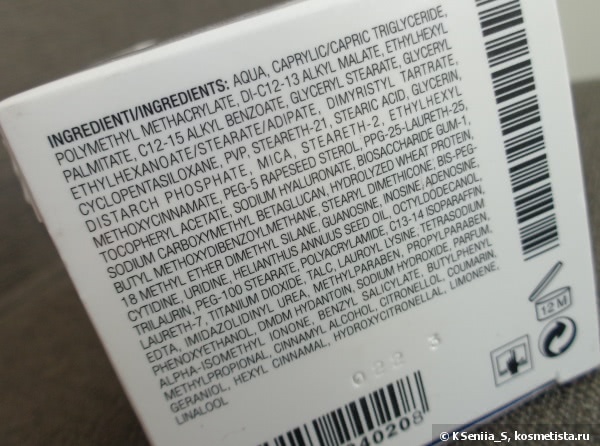 INGREDIENTI/INGREDIENTS: AQUA, CAPRYLIC/CAPRIC TRIGLYCERIDE,
POLYMETHYL METHACRYLATE, DI-C12-13 ALKYL MALATE, ETHYLHEXYL
PALMITATE, C12-15 ALKYL BENZOATE, GLYCERYL STEARATE, GLYCERYL
ETHYLHEXANOATE/STEARATE/ADIPATE, DIMYRISTYL TARTRATE,
CYCLOPENTASILOXANE, PVP, STEARETH-21, STEARIC ACID, GLYCERIN,
DISTARCH PHOSPHATE, MICA, STEARETH-2, ETHYLHEXYL
METHOXYCINNAMATE, PEG-5 RAPESEED STEROL, PPG-25-LAURETH-25,
TOCOPHERYL ACETATE, SODIUM HYALURONATE, BIOSACCHARIDE GUM-1,
SODIUM CARBOXYMETHYL BETAGLUCAN, HYDROLYZED WHEAT PROTEIN,
BUTYL METHOXYDIBENZOYLMETHANE, STEARYL DIMETHICONE, BIS-PEG-
18 METHYL ETHER DIMETHYL SILANE, GUANOSINE, INOSINE, ADENOSINE,
CYTIDINE, URIDINE, HELIANTHUS ANNUUS SEED OIL, OCTYLDODECANOL,
TRILAURIN, PEG-100 STEARATE, POLYACRYLAMIDE, C13-14 ISOPARAFFIN,
LAURETH-7, TITANIUM DIOXIDE, TALC, LAUROYL LYSINE, TETRASODIUM
EDTA, IMIDAZOLIDINYL UREA, METHYLPARABEN, PROPYLPARABEN,
PHENOXYETHANOL, DMDM HYDANTOIN, SODIUM HYDROXIDE, PARFUM,
ALPHA-ISOMETHYL IONONE, BENZYL SALICYLATE, BUTYLPHENYL
METHYLPROPIONAL, CINNAMYL ALCOHOL, CITRONELLOL, COUMARIN,
GERANIOL, HEXYL CINNAMAL, HYDROXYCITRONELLAL, LIMONENE,
LINALOOL
12 M
022 3
40208
© KSeniia_S, kosmetista.ru